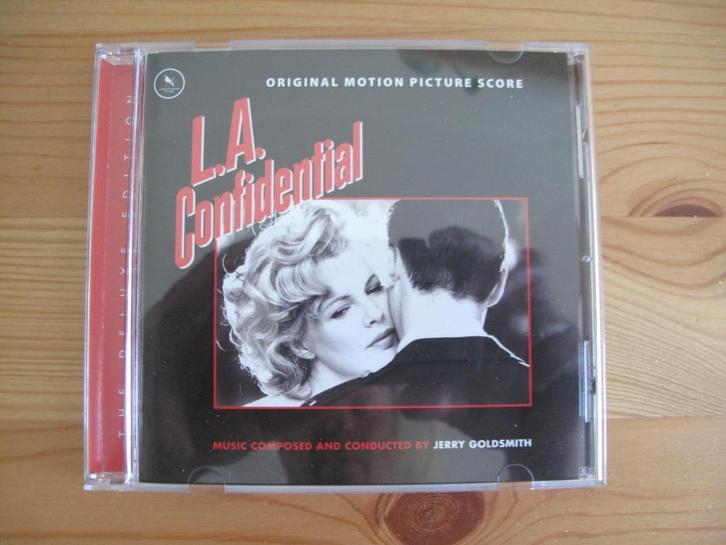 ORIGINAL MOTION PICTURE SCORE
L.A.
Confidential
MUSIC COMPOSED AND CONDUCTED BY JERRY GOLDSMITH
THE DELUXE EDITION